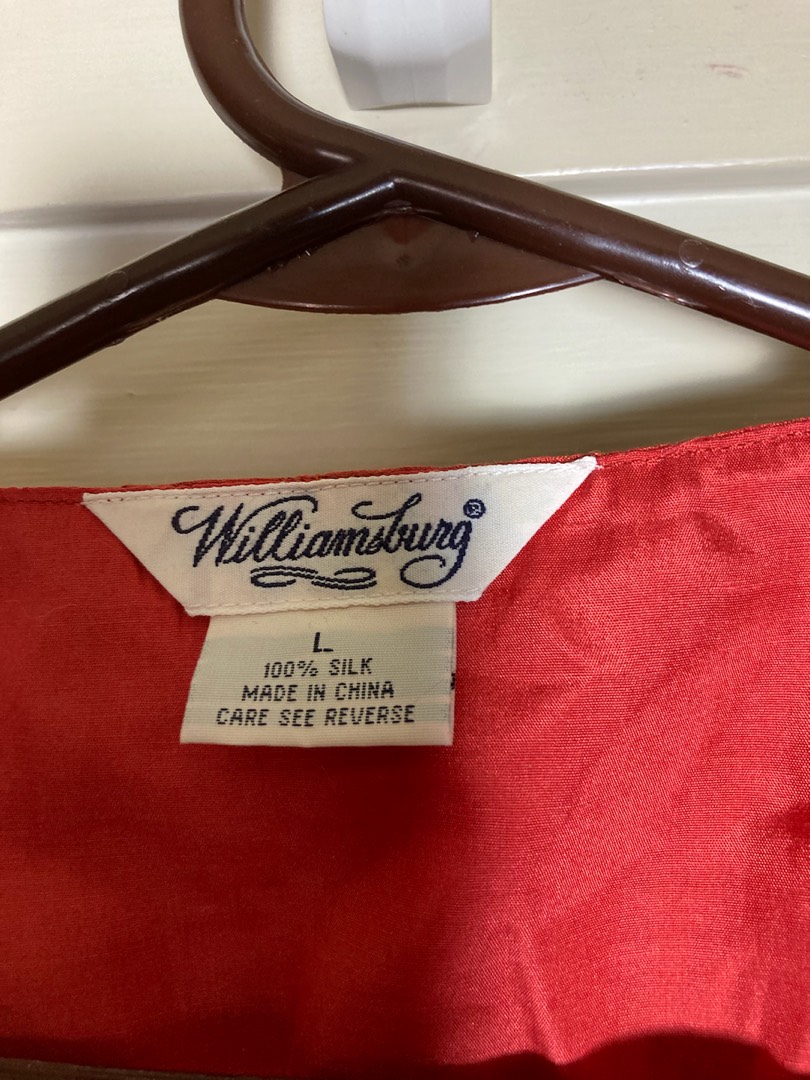 Williamsburg®
L
100% SILK
MADE IN CHINA
CARE SEE REVERSE